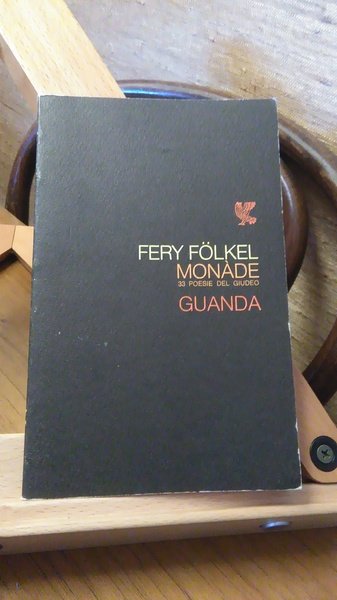 FERY FÖLKEL
MONÀDE
33 POESIE DEL GIUDEO
GUANDA